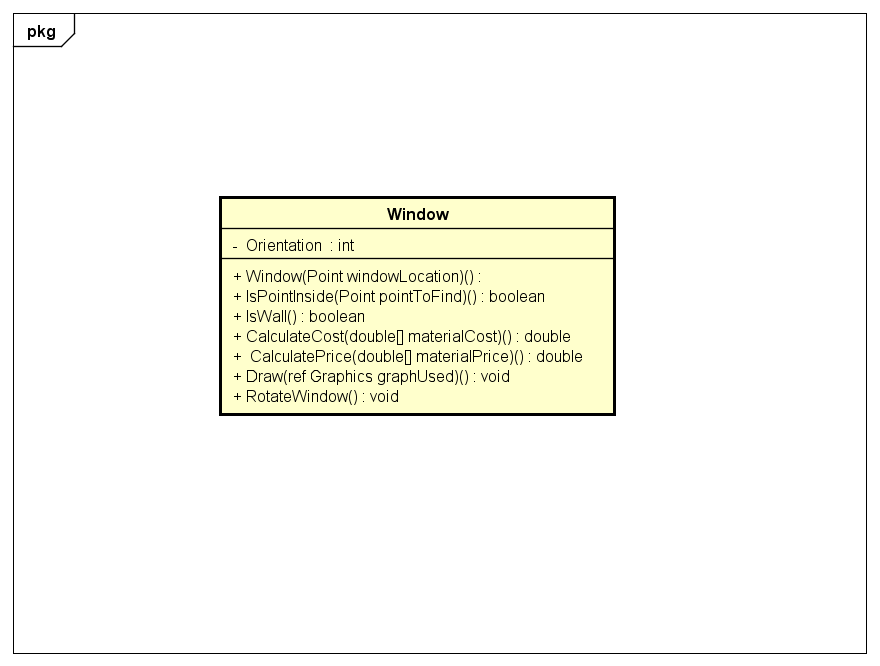 pkg
Window
- Orientation : int
+ Window(Point windowLocation)() :
+ IsPointInside(Point pointToFind)() : boolean
+ IsWall() : boolean
+ CalculateCost(double[] materialCost)() : double
+ CalculatePrice(double[] materialPrice)() : double
+ Draw(ref Graphics graphUsed)() : void
+ RotateWindow() : void